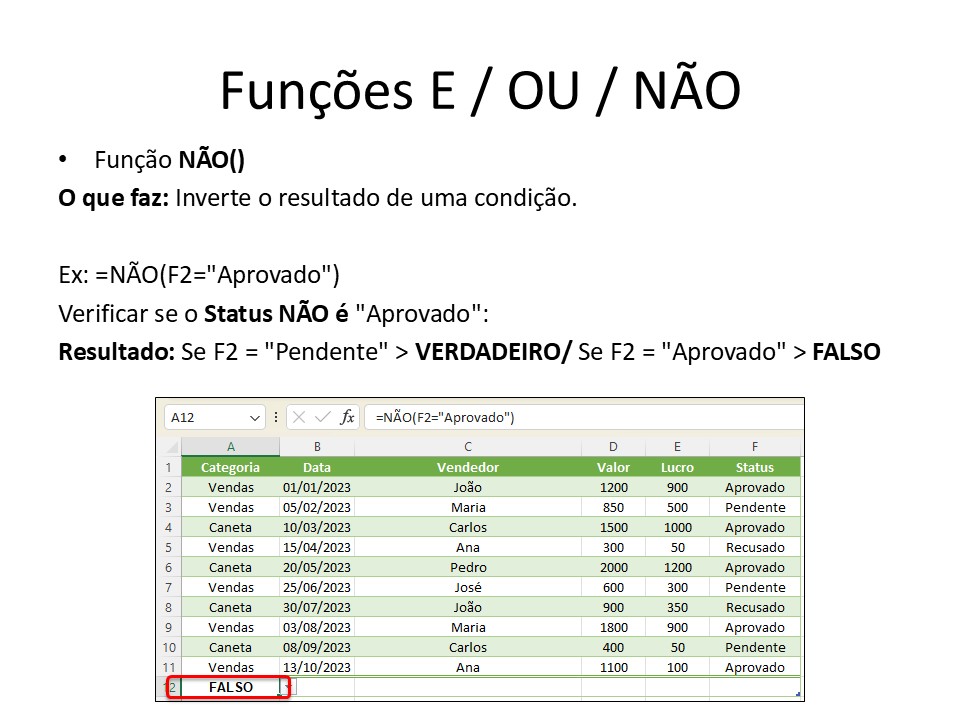 Funções E / OU / NÃO
• Função NÃO()
O que faz: Inverte o resultado de uma condição.
Ex: =NÃO(F2="Aprovado")
Verificar se o Status NÃO é "Aprovado":
Resultado: Se F2 = "Pendente" > VERDADEIRO/ Se F2 = "Aprovado" > FALSO
A12 fx =NÃO(F2="Aprovado")
A B C D E F
1 Categoria Data Vendedor Valor Lucro Status
2 Vendas 01/01/2023 João 1200 900 Aprovado
3 Vendas 05/02/2023 Maria 850 500 Pendente
4 Caneta 10/03/2023 Carlos 1500 1000 Aprovado
5 Vendas 15/04/2023 Ana 300 50 Recusado
6 Caneta 20/05/2023 Pedro 2000 1200 Aprovado
7 Vendas 25/06/2023 José 600 300 Pendente
8 Caneta 30/07/2023 João 900 350 Recusado
9 Vendas 03/08/2023 Maria 1800 900 Aprovado
10 Caneta 08/09/2023 Carlos 400 50 Pendente
11 Vendas 13/10/2023 Ana 1100 100 Aprovado
12 FALSO